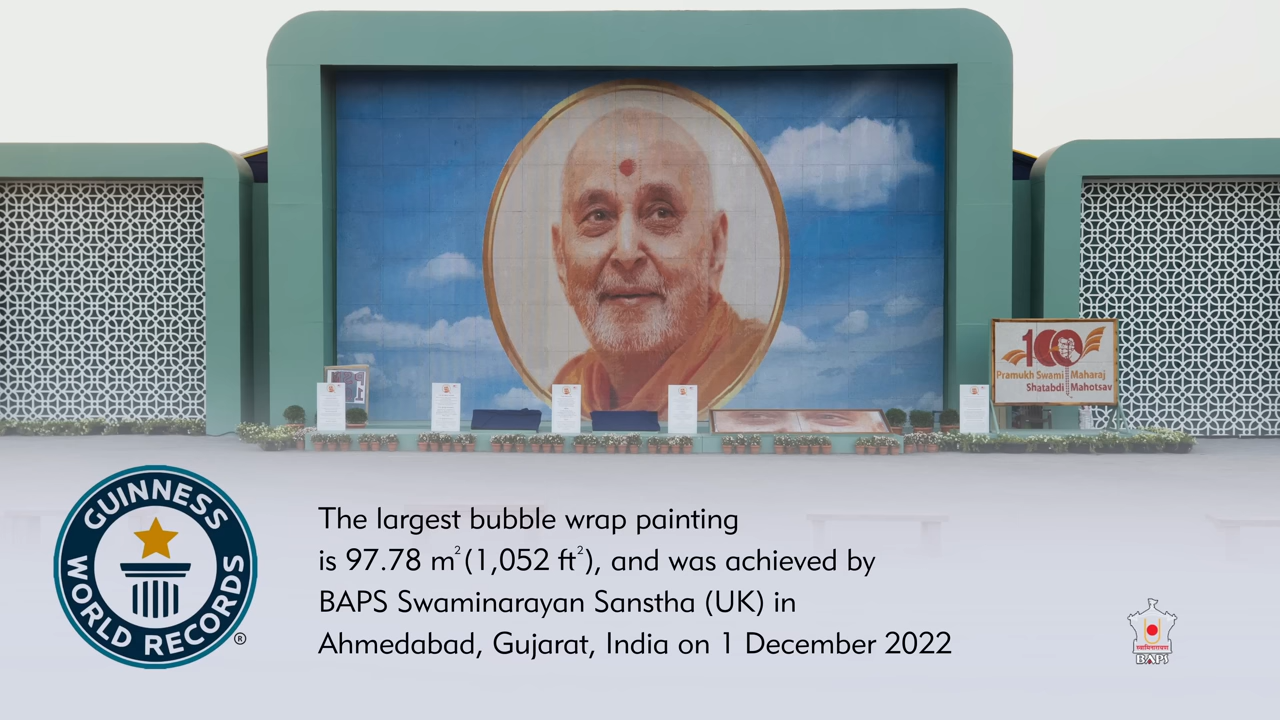 100
Pramukh Swami Maharaj
Shatabdi Mahotsav
GUINNESS
WORLD RECORDS
®
The largest bubble wrap painting
is 97.78 m²(1,052 ft²), and was achieved by
BAPS Swaminarayan Sanstha (UK) in
Ahmedabad, Gujarat, India on 1 December 2022
स्वामिनारायण
BAPS